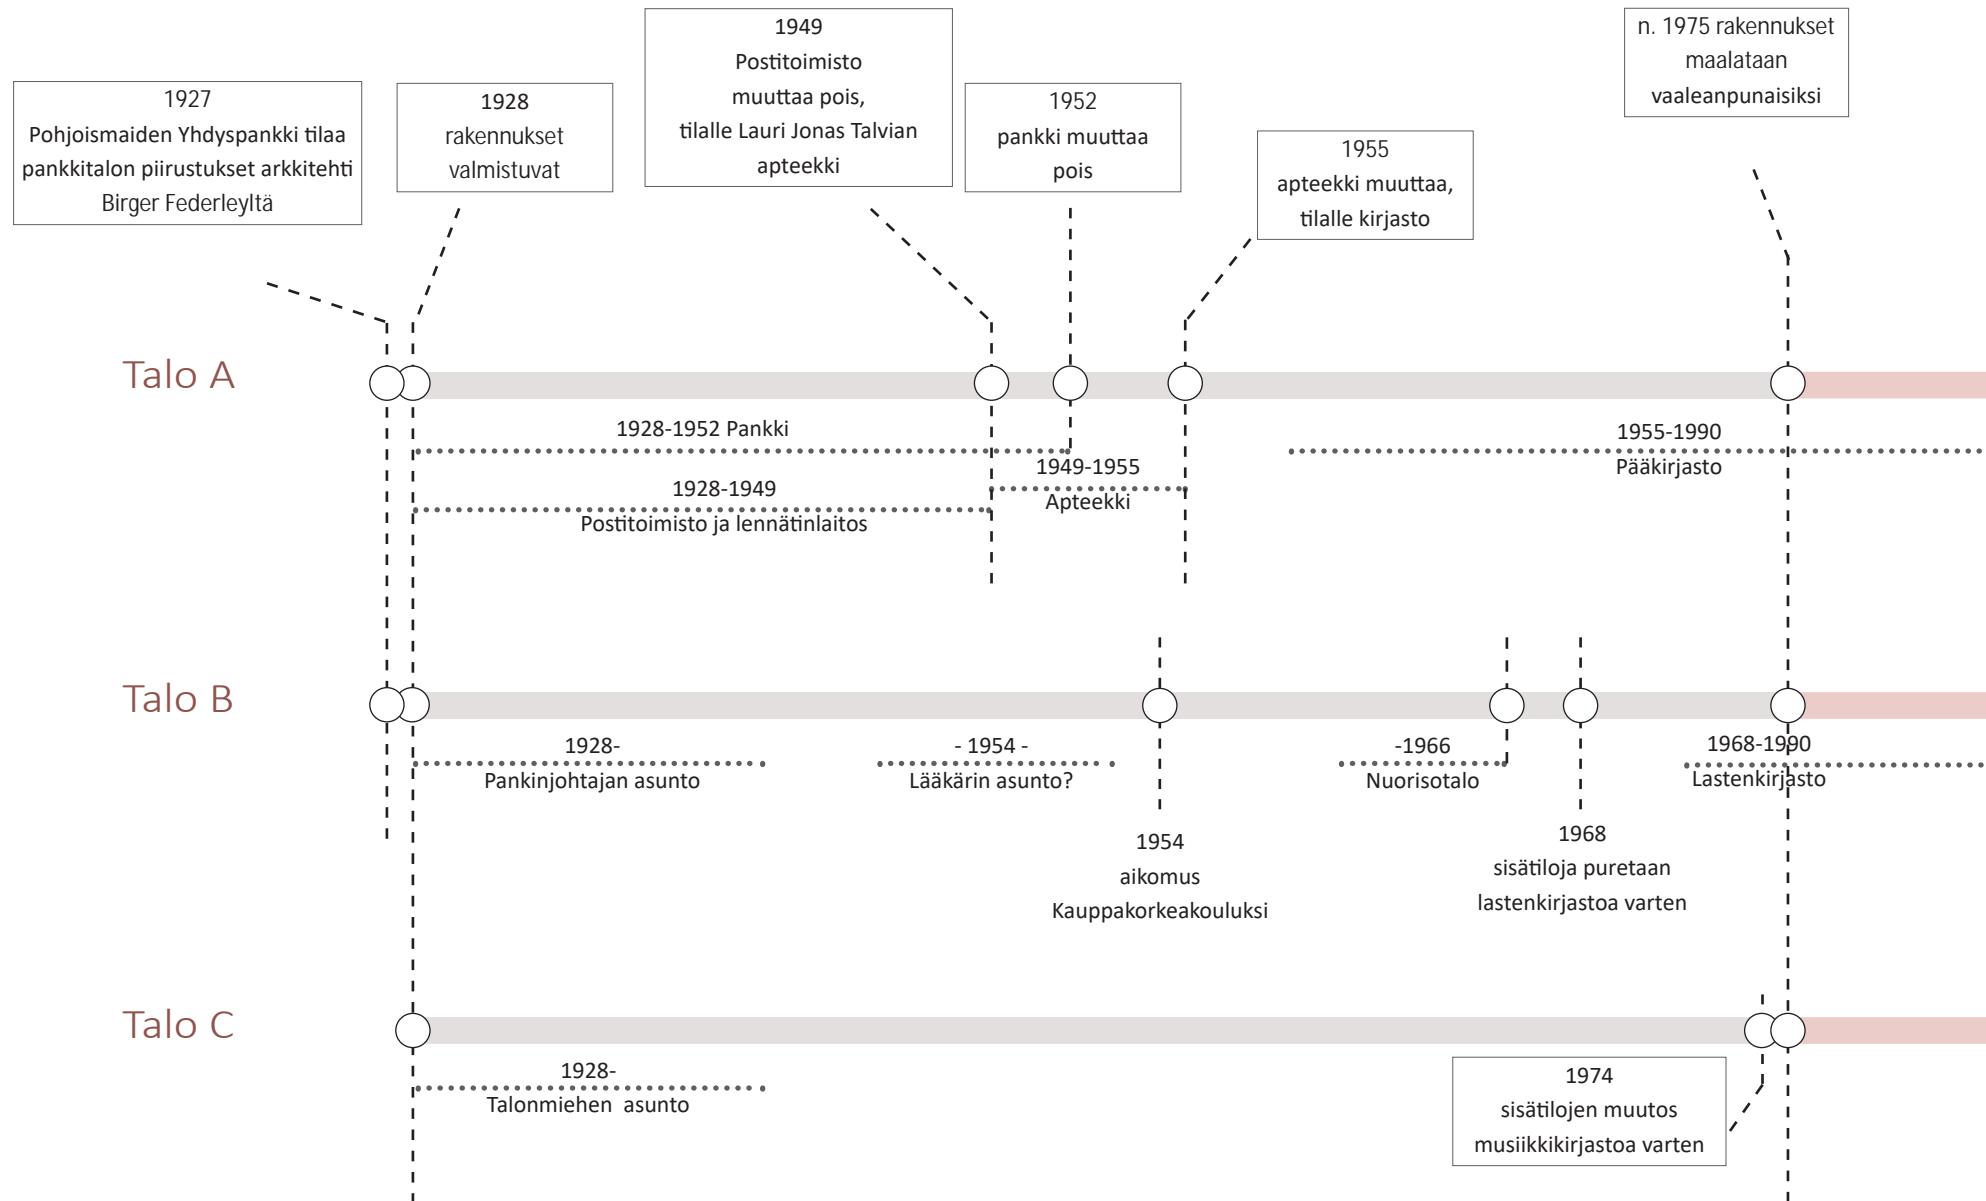 1927
Pohjoismaiden Yhdyspankki tilaa
pankkitalon piirustukset arkkitehti
Birger Federleyltä
1928
rakennukset
valmistuvat
1949
Postitoimisto
muuttaa pois,
tilalle Lauri Jonas Talvian
apteekki
1952
pankki muuttaa
pois
1955
apteekki muuttaa,
tilalle kirjasto
n. 1975 rakennukset
maalataan
vaaleanpunaisiksi
Talo A
1928-1952 Pankki
1928-1949
Postitoimisto ja lennätinlaitos
1949-1955
Apteekki
1955-1990
Pääkirjasto
Talo B
1928-
Pankinjohtajan asunto
- 1954 -
Lääkärin asunto?
1954
aikomus
Kauppakorkeakouluksi
-1966
Nuorisotalo
1968
sisätiloja puretaan
lastenkirjastoa varten
1968-1990
Lastenkirjasto
Talo C
1928-
Talonmiehen asunto
1974
sisätilojen muutos
musiikkikirjastoa varten